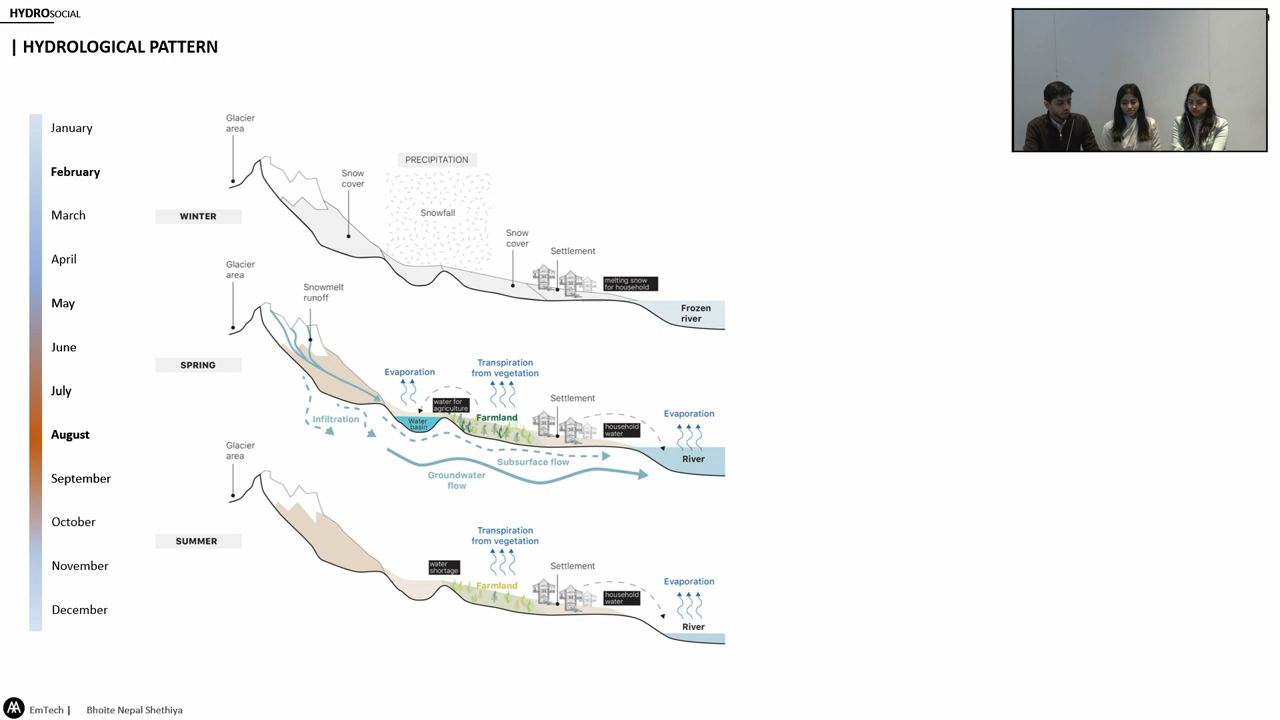 HYDROSOCIAL
| HYDROLOGICAL PATTERN
January
February
March
April
May
June
July
August
September
October
November
December
WINTER
Glacier
area
Snow
cover
PRECIPITATION
Snowfall
Snow
cover
Settlement
melting snow
for household
Frozen
river
SPRING
Glacier
area
Snowmelt
runoff
Infiltration
Evaporation
Water
basin
water for
agriculture
Transpiration
from vegetation
Farmland
Settlement
household
water
Evaporation
River
Subsurface flow
Groundwater
flow
SUMMER
Glacier
area
water
shortage
Transpiration
from vegetation
Farmland
Settlement
household
water
Evaporation
River
AA EmTech | Bhoite Nepal Shethiya